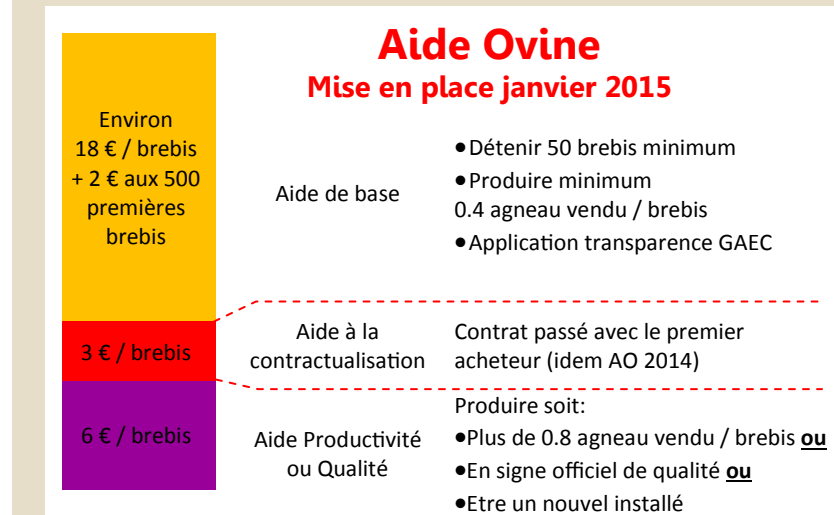 Aide Ovine
Mise en place janvier 2015
Environ
18 € / brebis
+ 2 € aux 500
premières
brebis
Aide de base
•Détenir 50 brebis minimum
•Produire minimum
0.4 agneau vendu / brebis
•Application transparence GAEC
3 € / brebis
Aide à la
contractualisation
Contrat passé avec le premier
acheteur (idem AO 2014)
6 € / brebis
Aide Productivité
ou Qualité
Produire soit:
•Plus de 0.8 agneau vendu / brebis ou
•En signe officiel de qualité ou
•Etre un nouvel installé